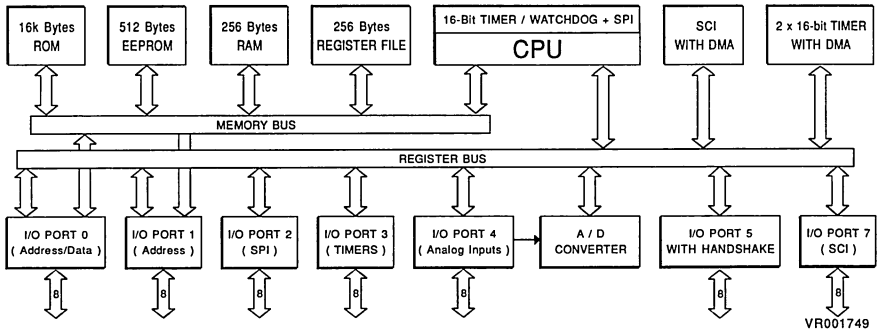 16k Bytes
ROM
512 Bytes
EEPROM
256 Bytes
RAM
256 Bytes
REGISTER FILE
16-Bit TIMER / WATCHDOG + SPI
CPU
SCI
WITH DMA
2 x 16-bit TIMER
WITH DMA
MEMORY BUS
REGISTER BUS
I/O PORT 0
( Address/Data )
I/O PORT 1
( Address )
I/O PORT 2
( SPI )
I/O PORT 3
( TIMERS )
I/O PORT 4
( Analog Inputs )
A / D
CONVERTER
I/O PORT 5
WITH HANDSHAKE
I/O PORT 7
( SCI )
8
8
8
8
8
8
8
VR001749